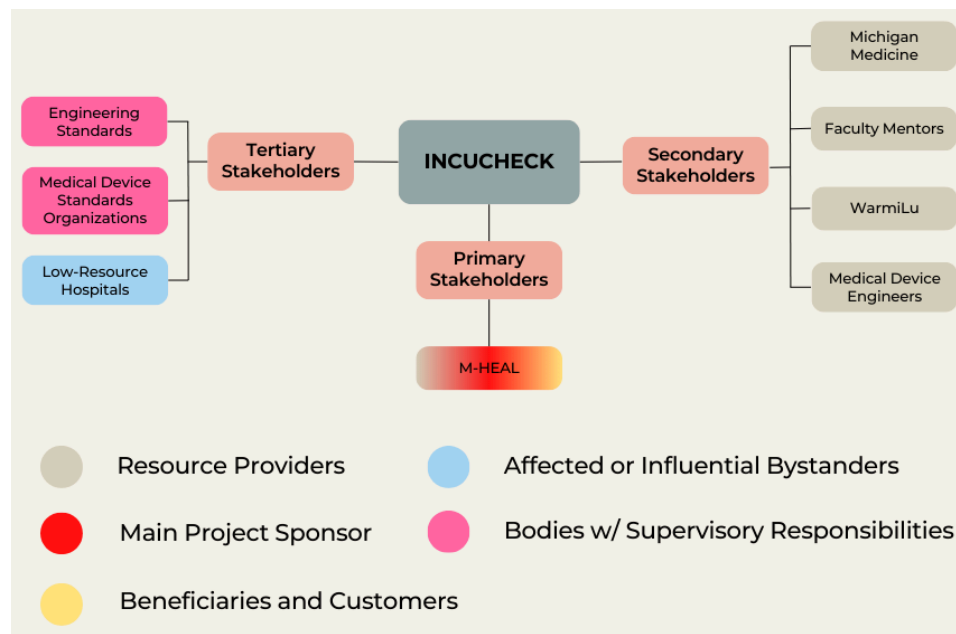 Michigan
Medicine
Engineering
Standards
Tertiary
Stakeholders
INCUCHECK
Secondary
Stakeholders
Faculty Mentors
Medical Device
Standards
Organizations
WarmiLu
Low-Resource
Hospitals
Primary
Stakeholders
Medical Device
Engineers
M-HEAL
Resource Providers
Affected or Influential Bystanders
Main Project Sponsor
Bodies w/ Supervisory Responsibilities
Beneficiaries and Customers